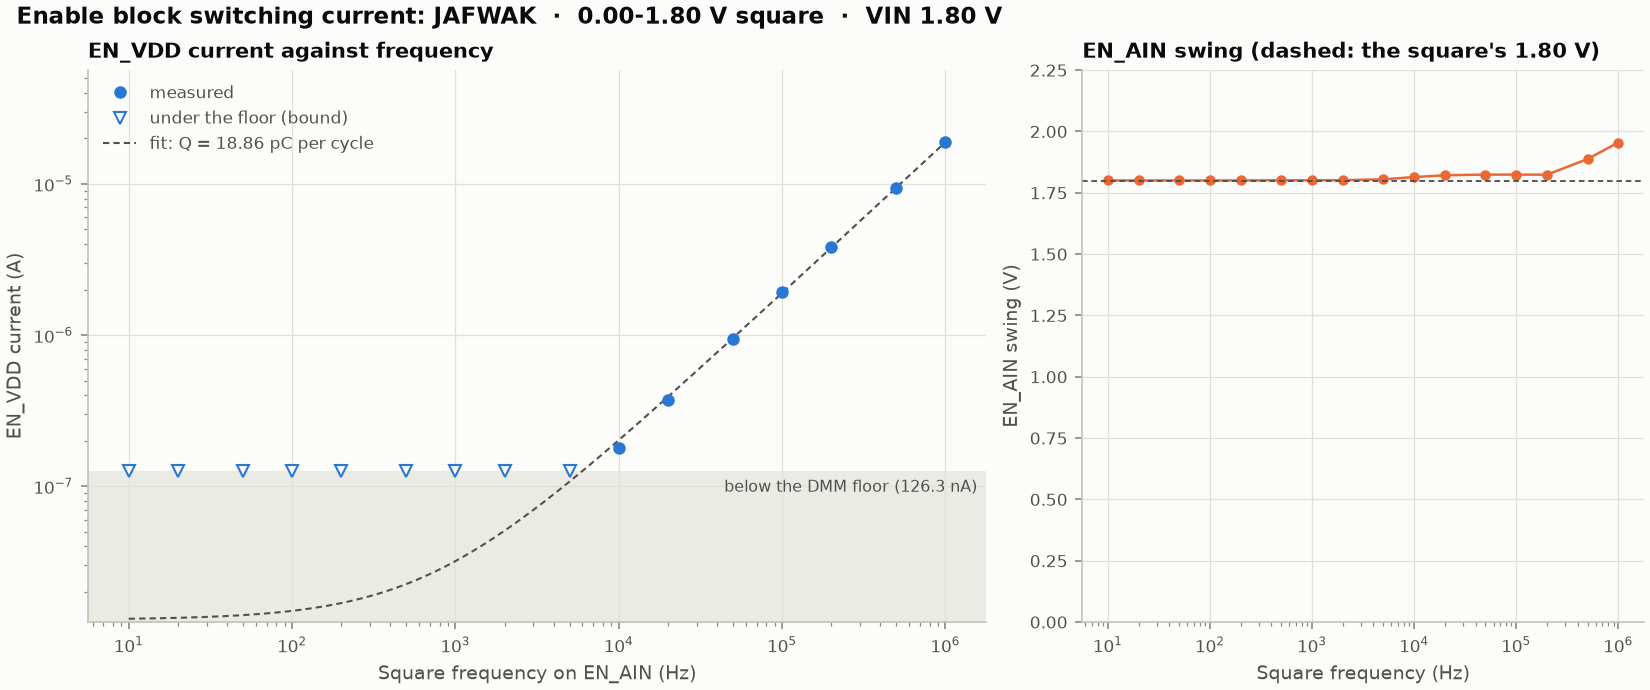 Enable block switching current: JAFWAK · 0.00-1.80 V square · VIN 1.80 V
EN_VDD current against frequency
measured
under the floor (bound)
fit: Q = 18.86 pC per cycle
10⁻⁵
10⁻⁶
10⁻⁷
below the DMM floor (126.3 nA)
EN_VDD current (A)
10¹ 10² 10³ 10⁴ 10⁵ 10⁶
Square frequency on EN_AIN (Hz)
EN_AIN swing (dashed: the square's 1.80 V)
2.25
2.00
1.75
1.50
1.25
1.00
0.75
0.50
0.25
0.00
EN_AIN swing (V)
10¹ 10² 10³ 10⁴ 10⁵ 10⁶
Square frequency (Hz)